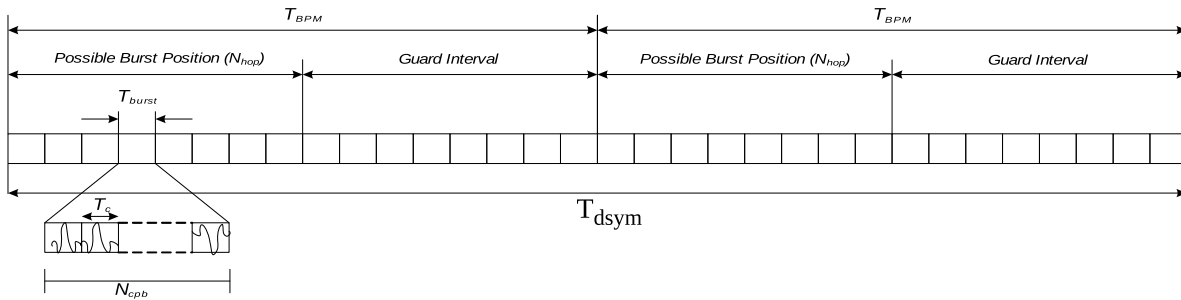 T_BPM T_BPM
Possible Burst Position (N_hop) Guard Interval Possible Burst Position (N_hop) Guard Interval
T_burst
T_c
T_dsym
N_cpb